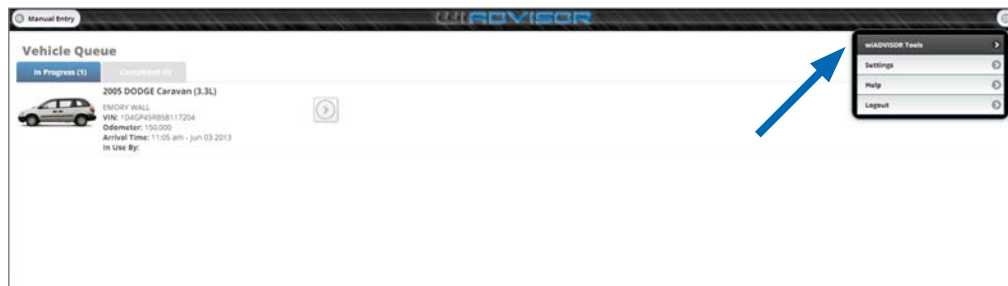 Manual Entry
wiADVISOR
Vehicle Queue
In Progress (1)
Completed (5)
2005 DODGE Caravan (3.3L)
EMORY WALL
VIN: 1D4GP45R85B117204
Odometer: 150,000
Arrival Time: 11:05 am - Jun 03 2013
In Use By:
wiADVISOR Tools
Settings
Help
Logout